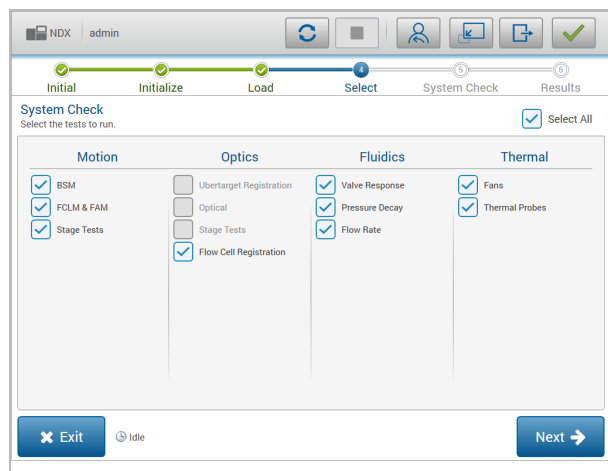 NDX admin
4 5 6
Initial Initialize Load Select System Check Results
System Check
Select the tests to run.
Select All
Motion Optics Fluidics Thermal
BSM Ubertarget Registration Valve Response Fans
FCLM & FAM Optical Pressure Decay Thermal Probes
Stage Tests Stage Tests Flow Rate
Flow Cell Registration
Exit Idle Next